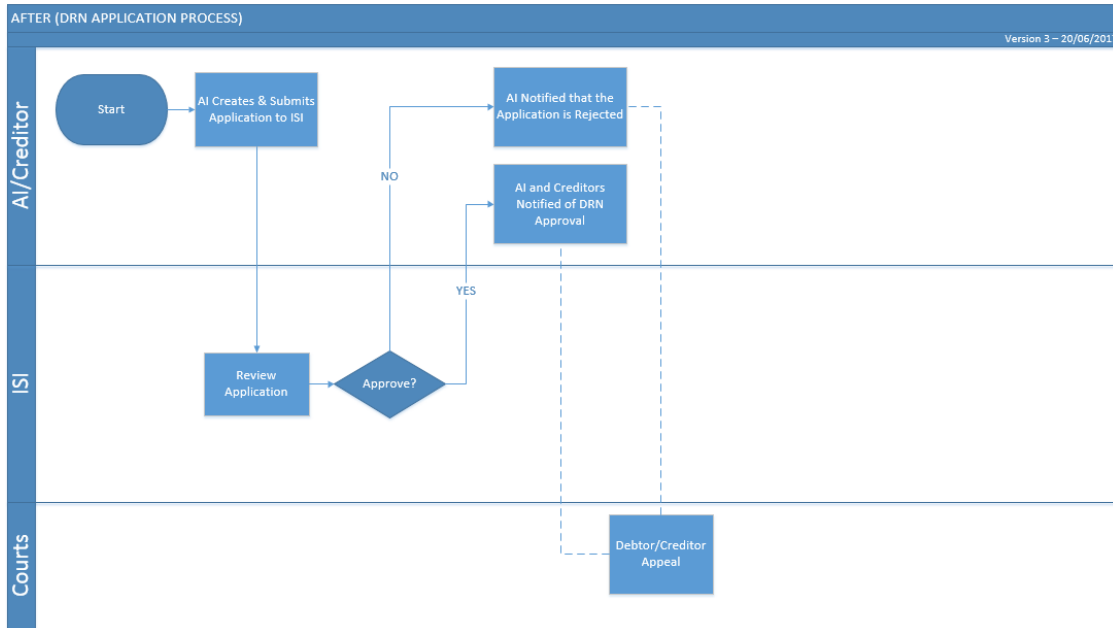 AFTER (DRN APPLICATION PROCESS)
Version 3 – 20/06/201
AI/Creditor
Start
AI Creates & Submits
Application to ISI
AI Notified that the
Application is Rejected
NO
AI and Creditors
Notified of DRN
Approval
YES
ISI
Review
Application
Approve?
Courts
Debtor/Creditor
Appeal